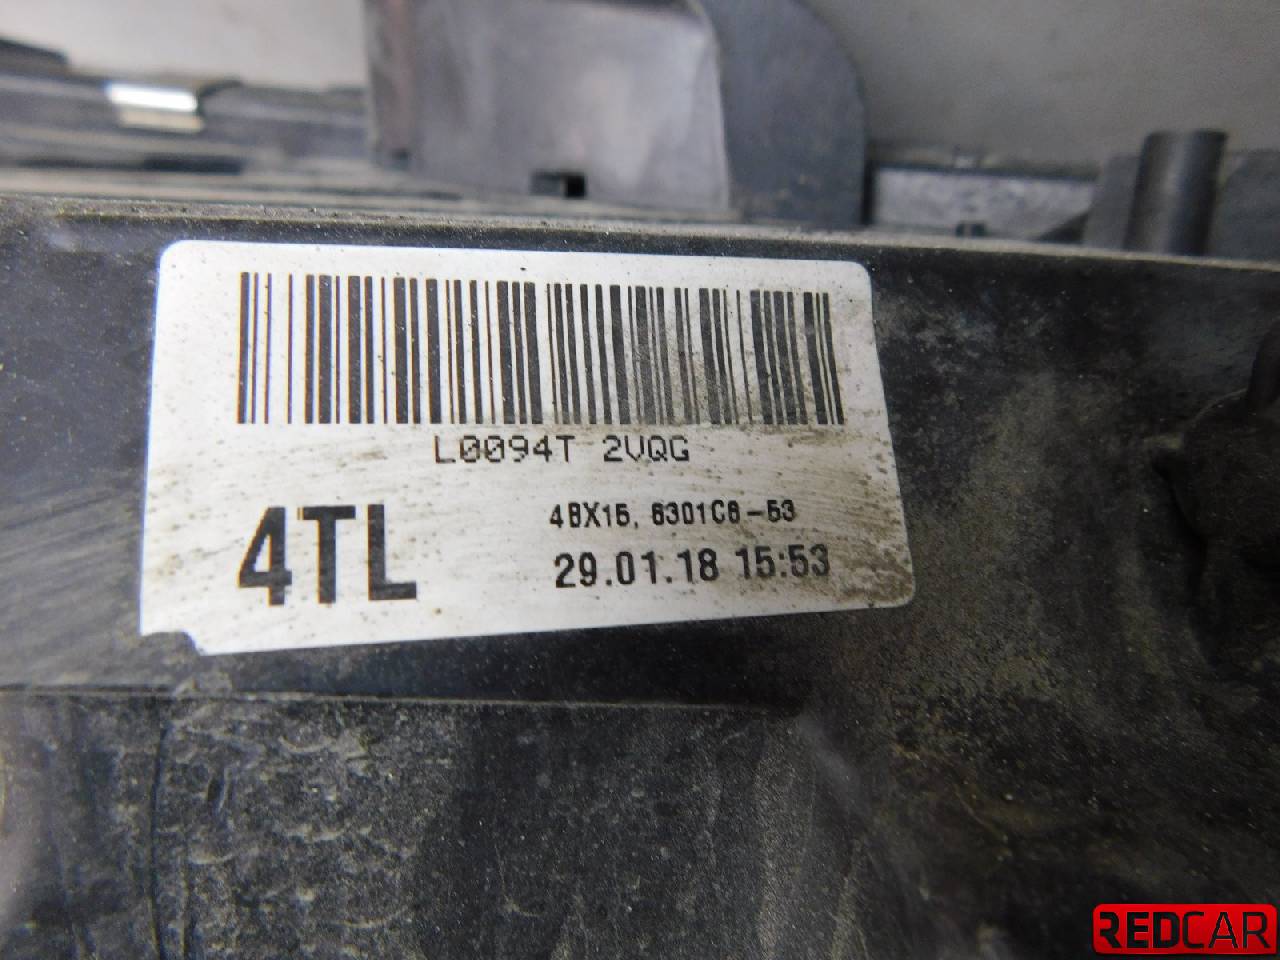 L0094T 2VQG
4TL
4BX15, 6301C6-53
29.01.18 15:53
REDCAR